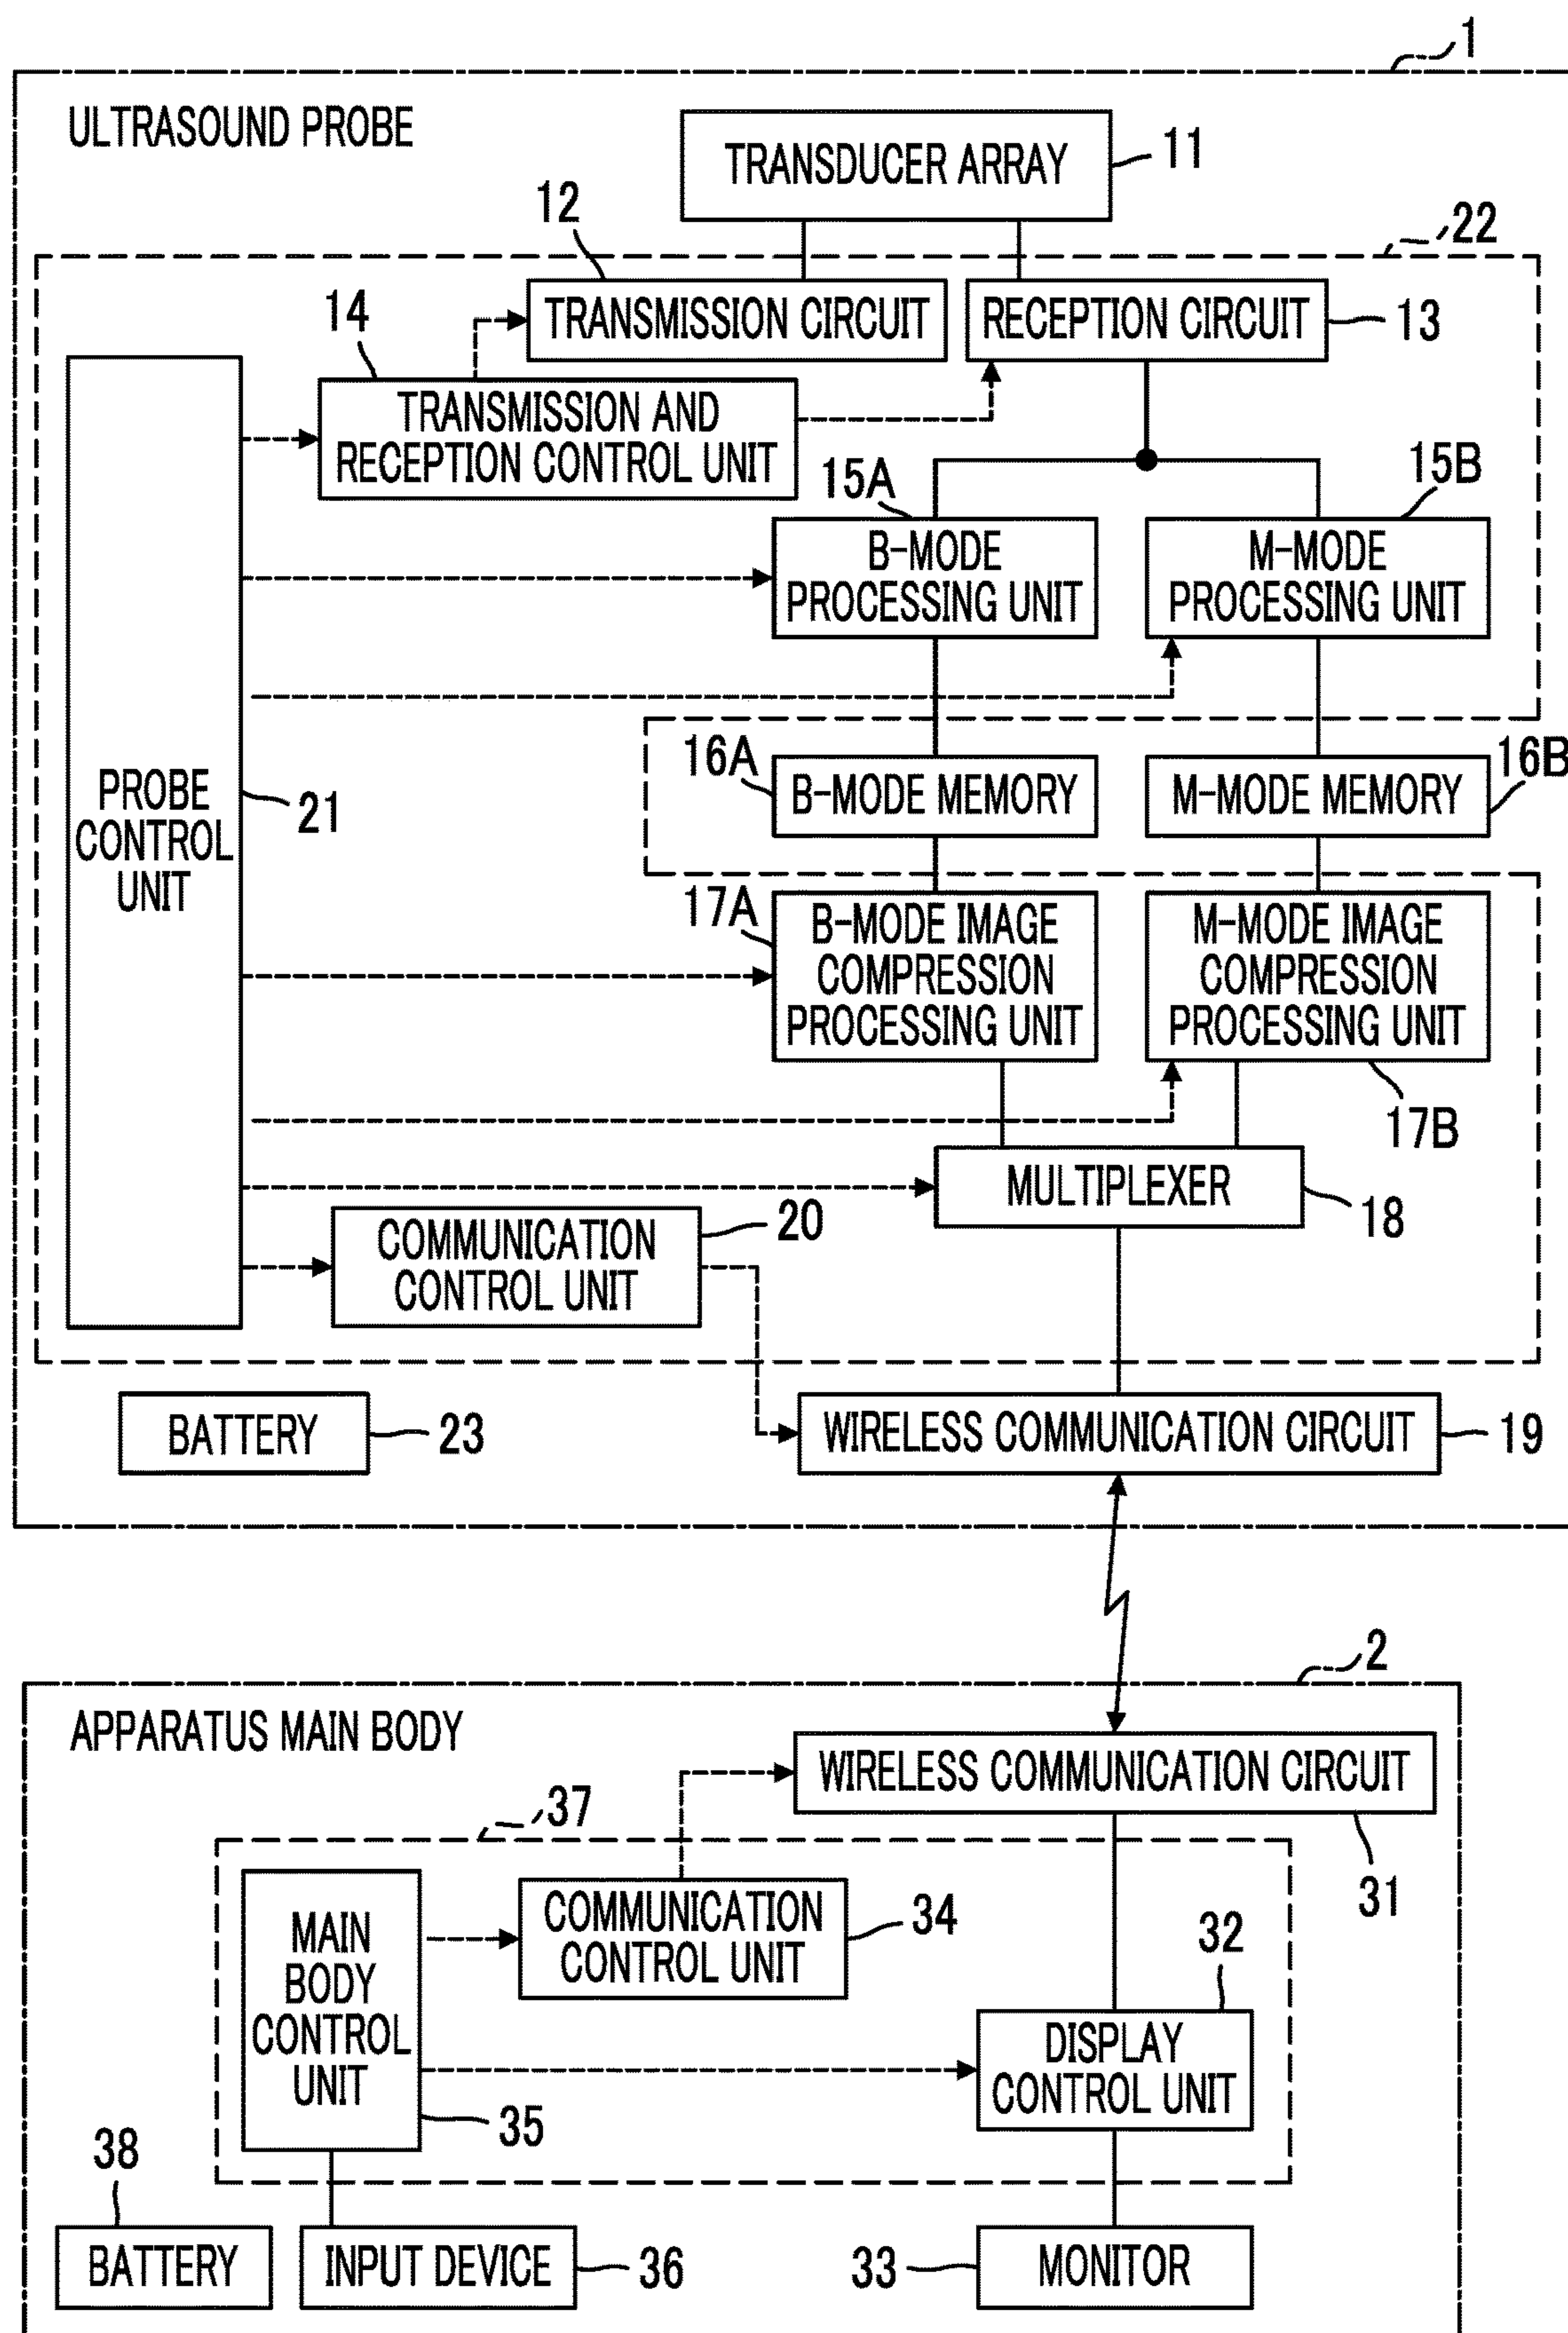 1
ULTRASOUND PROBE
TRANSDUCER ARRAY
11
12
22
TRANSMISSION CIRCUIT
RECEPTION CIRCUIT
13
14
TRANSMISSION AND
RECEPTION CONTROL UNIT
15A
15B
B-MODE
PROCESSING UNIT
M-MODE
PROCESSING UNIT
16A
B-MODE MEMORY
M-MODE MEMORY
16B
PROBE
CONTROL
UNIT
21
17A
B-MODE IMAGE
COMPRESSION
PROCESSING UNIT
M-MODE IMAGE
COMPRESSION
PROCESSING UNIT
17B
MULTIPLEXER
18
COMMUNICATION
CONTROL UNIT
20
BATTERY
23
WIRELESS COMMUNICATION CIRCUIT
19
2
APPARATUS MAIN BODY
WIRELESS COMMUNICATION CIRCUIT
31
37
MAIN
BODY
CONTROL
UNIT
35
COMMUNICATION
CONTROL UNIT
34
32
DISPLAY
CONTROL UNIT
38
BATTERY
INPUT DEVICE
36
33
MONITOR